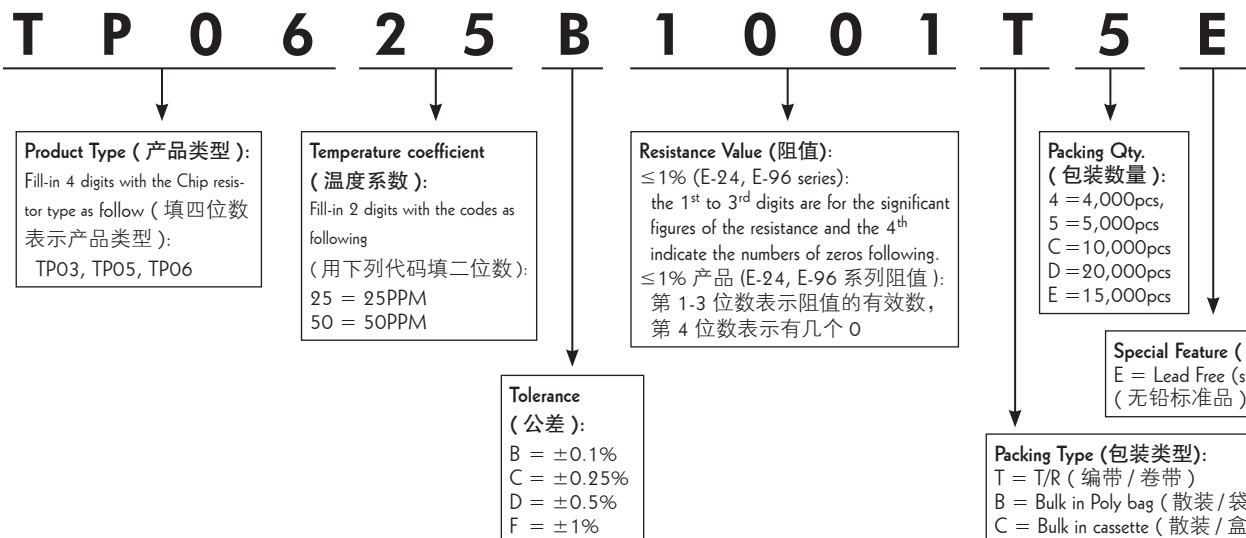 T P 0 6 2 5 B 1 0 0 1 T 5 E
Product Type ( 产品类型 ):
Fill-in 4 digits with the Chip resis-
tor type as follow ( 填四位数
表示产品类型 ):
TP03, TP05, TP06
Temperature coefficient
( 温度系数 ):
Fill-in 2 digits with the codes as
following
( 用下列代码填二位数 ):
25 = 25PPM
50 = 50PPM
Tolerance
( 公差 ):
B = ±0.1%
C = ±0.25%
D = ±0.5%
F = ±1%
Resistance Value (阻值):
≤1% (E-24, E-96 series):
the 1st to 3rd digits are for the significant
figures of the resistance and the 4th
indicate the numbers of zeros following.
≤1% 产品 (E-24, E-96 系列阻值 ):
第 1-3 位数表示阻值的有效数，
第 4 位数表示有几个 0
Packing Qty.
( 包装数量 ):
4 =4,000pcs,
5 =5,000pcs
C =10,000pcs
D =20,000pcs
E =15,000pcs
Special Feature (
E = Lead Free (s
( 无铅标准品 )
Packing Type (包装类型):
T = T/R ( 编带 / 卷带 )
B = Bulk in Poly bag ( 散装 / 袋
C = Bulk in cassette ( 散装 / 盒